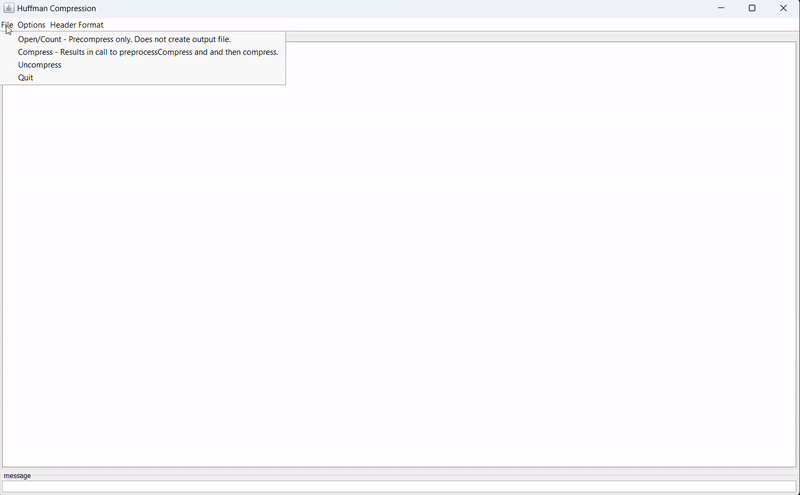 Huffman Compression
File Options Header Format
Open/Count - Precompress only. Does not create output file.
Compress - Results in call to preprocessCompress and and then compress.
Uncompress
Quit
message